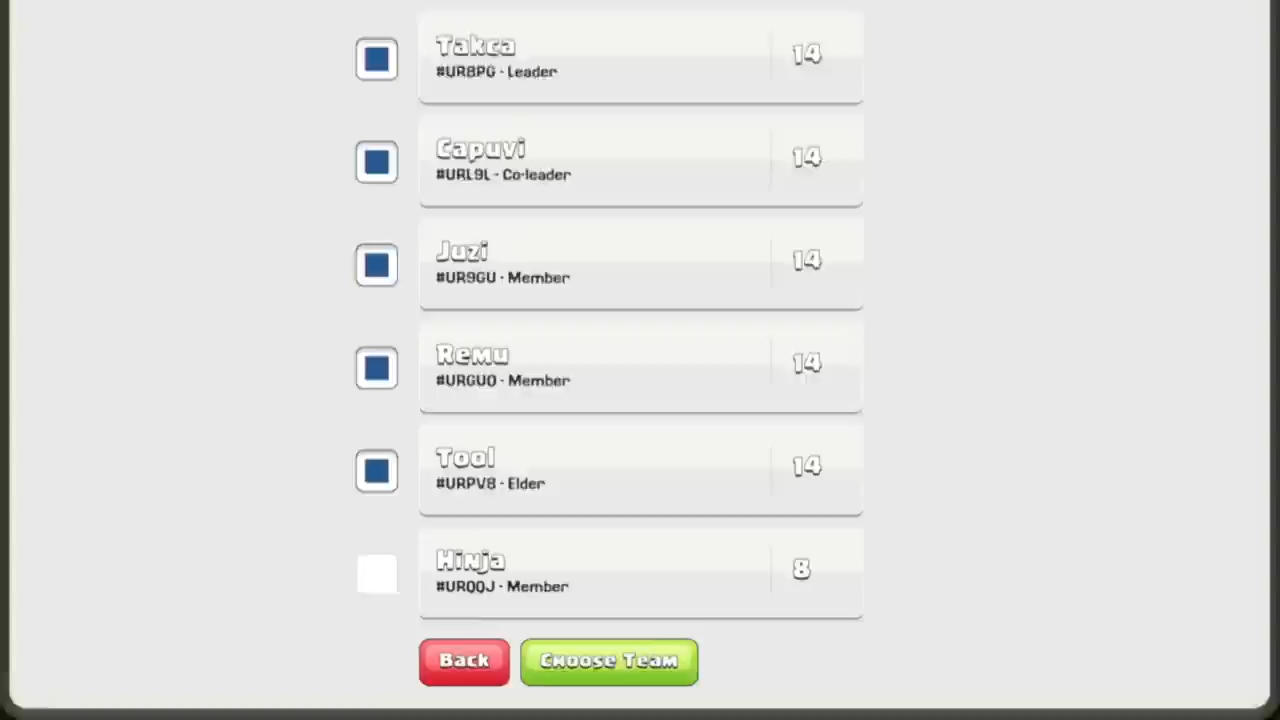 Takca
#UR8PG - Leader
14
Capuvi
#URL9L - Co-leader
14
Juzi
#UR9GU - Member
14
Remu
#URGU0 - Member
14
Tool
#URPV8 - Elder
14
Hinja
#URQQJ - Member
8
Back
Choose Team